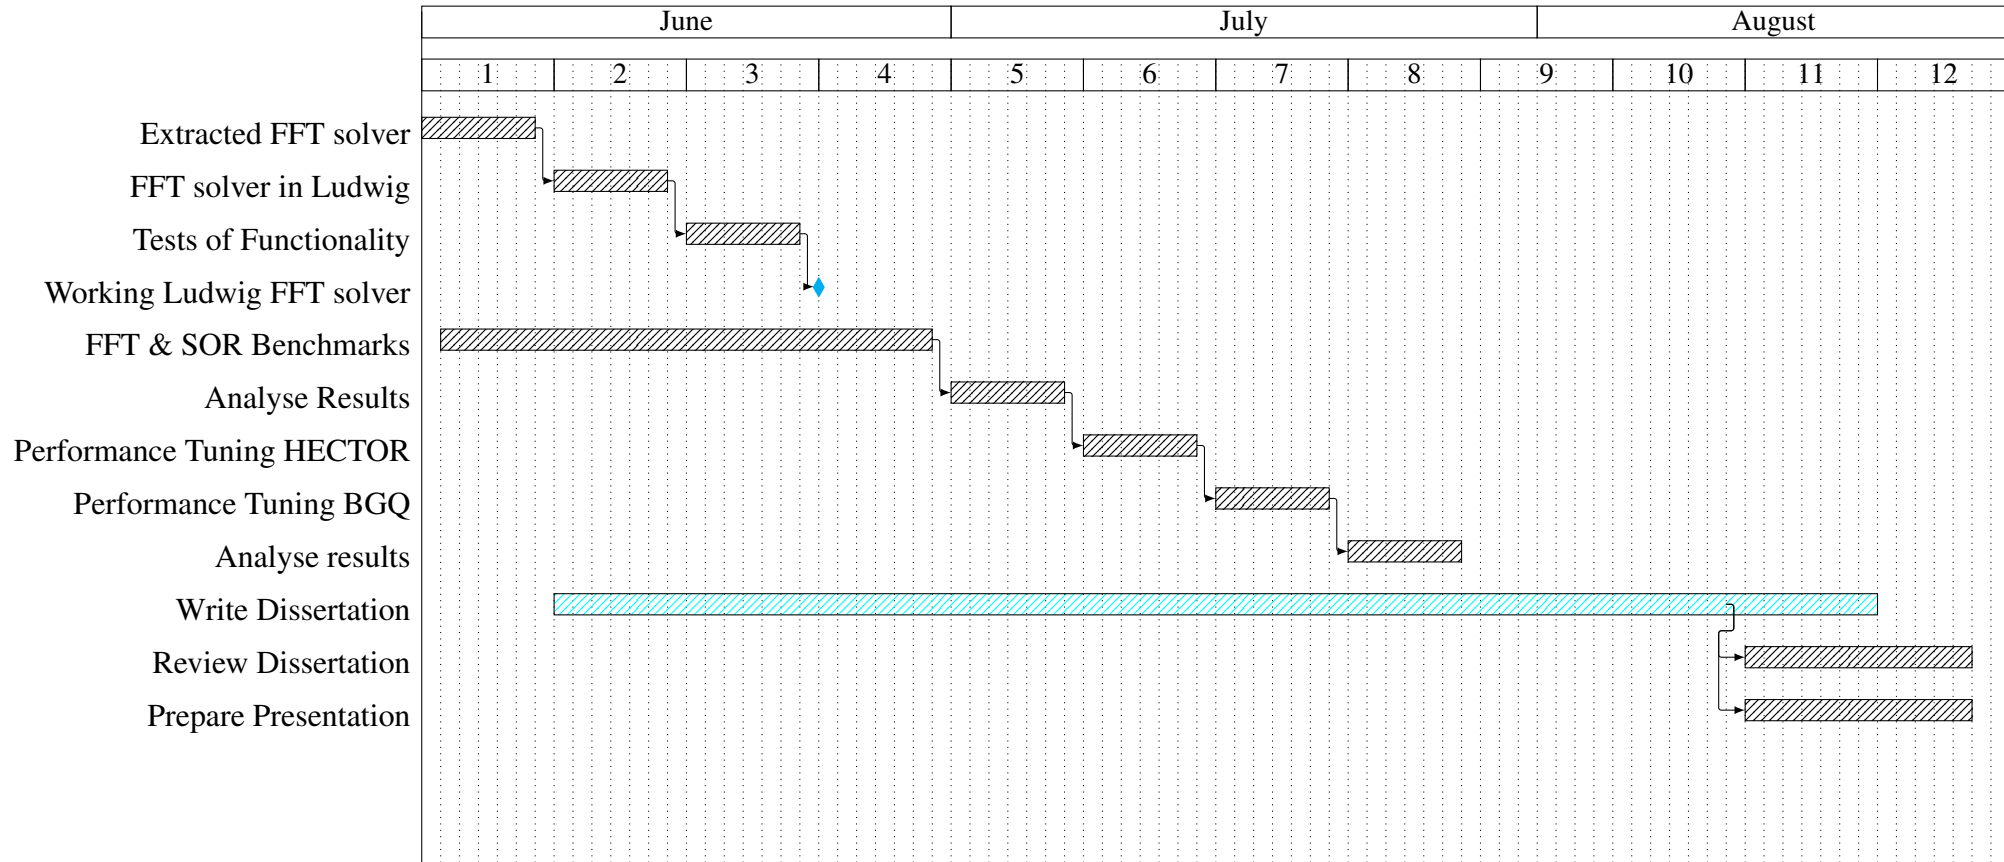 June July August
1 2 3 4 5 6 7 8 9 10 11 12
Extracted FFT solver
FFT solver in Ludwig
Tests of Functionality
Working Ludwig FFT solver
FFT & SOR Benchmarks
Analyse Results
Performance Tuning HECTOR
Performance Tuning BGQ
Analyse results
Write Dissertation
Review Dissertation
Prepare Presentation